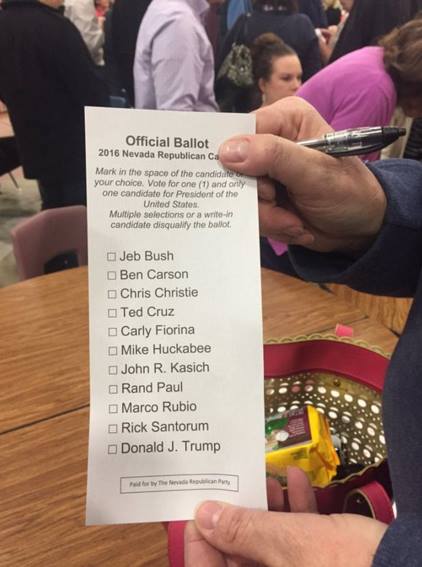 Official Ballot
2016 Nevada Republican
Mark in the space of the candidate of
your choice. Vote for one (1) and only
one candidate for President of the
United States.
Multiple selections or a write-in
candidate disqualify the ballot.
☐ Jeb Bush
☐ Ben Carson
☐ Chris Christie
☐ Ted Cruz
☐ Carly Fiorina
☐ Mike Huckabee
☐ John R. Kasich
☐ Rand Paul
☐ Marco Rubio
☐ Rick Santorum
☐ Donald J. Trump
Paid for by The Nevada Republican Party